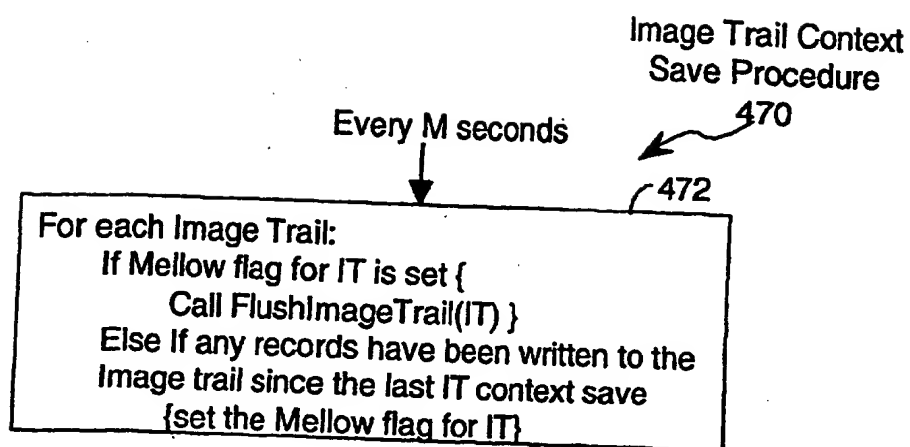 Image Trail Context
Save Procedure
470
Every M seconds
472
For each Image Trail:
If Mellow flag for IT is set {
Call FlushImageTrail(IT) }
Else If any records have been written to the
Image trail since the last IT context save
{set the Mellow flag for IT}